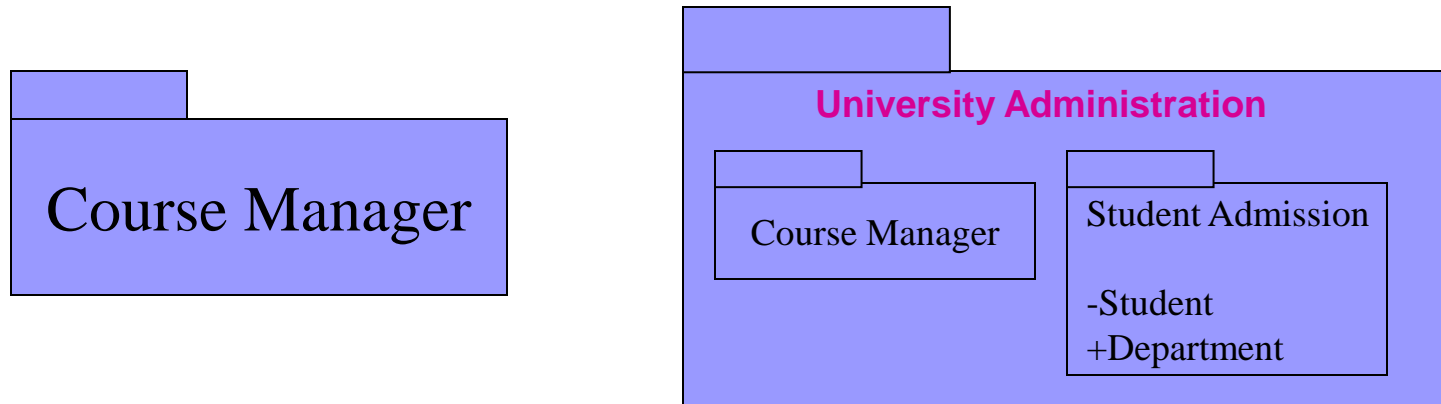 Course Manager
University Administration
Course Manager
Student Admission
-Student
+Department